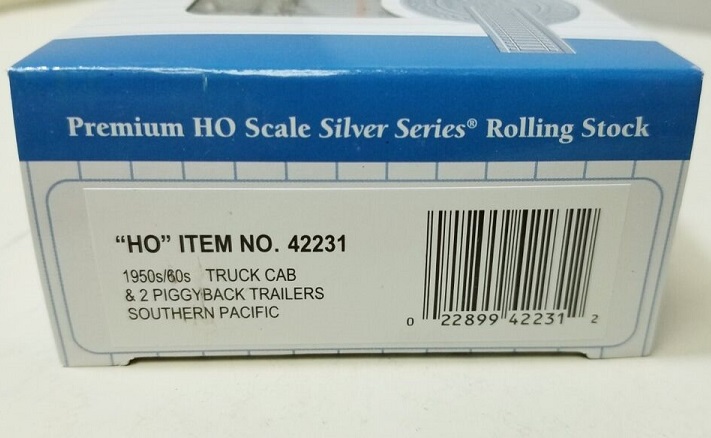 Premium HO Scale Silver Series® Rolling Stock
"HO" ITEM NO. 42231
1950s/60s TRUCK CAB
& 2 PIGGYBACK TRAILERS
SOUTHERN PACIFIC
0 22899 42231 2